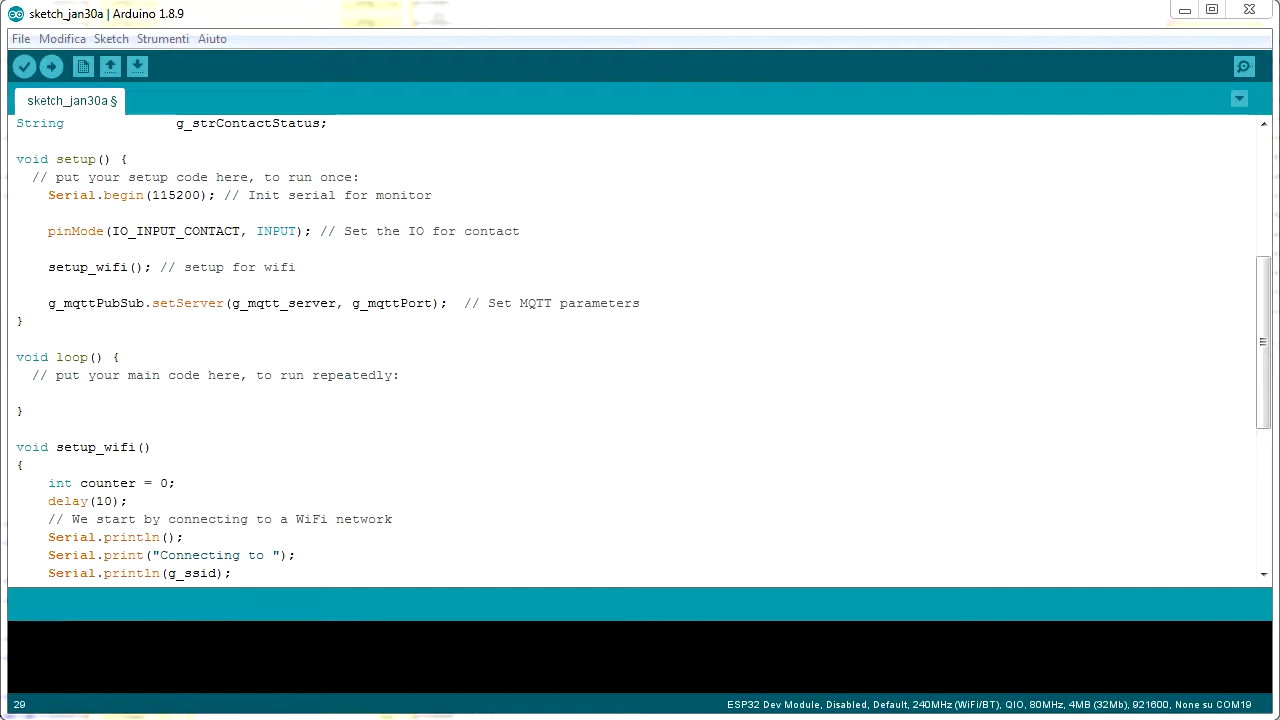 sketch_jan30a | Arduino 1.8.9
File Modifica Sketch Strumenti Aiuto
sketch_jan30a §
String g_strContactStatus;
void setup() {
// put your setup code here, to run once:
Serial.begin(115200); // Init serial for monitor
pinMode(IO_INPUT_CONTACT, INPUT); // Set the IO for contact
setup_wifi(); // setup for wifi
g_mqttPubSub.setServer(g_mqtt_server, g_mqttPort); // Set MQTT parameters
}
void loop() {
// put your main code here, to run repeatedly:
}
void setup_wifi()
{
int counter = 0;
delay(10);
// We start by connecting to a WiFi network
Serial.println();
Serial.print("Connecting to ");
Serial.println(g_ssid);
29
ESP32 Dev Module, Disabled, Default, 240MHz (WiFi/BT), QIO, 80MHz, 4MB (32Mb), 921600, None su COM19